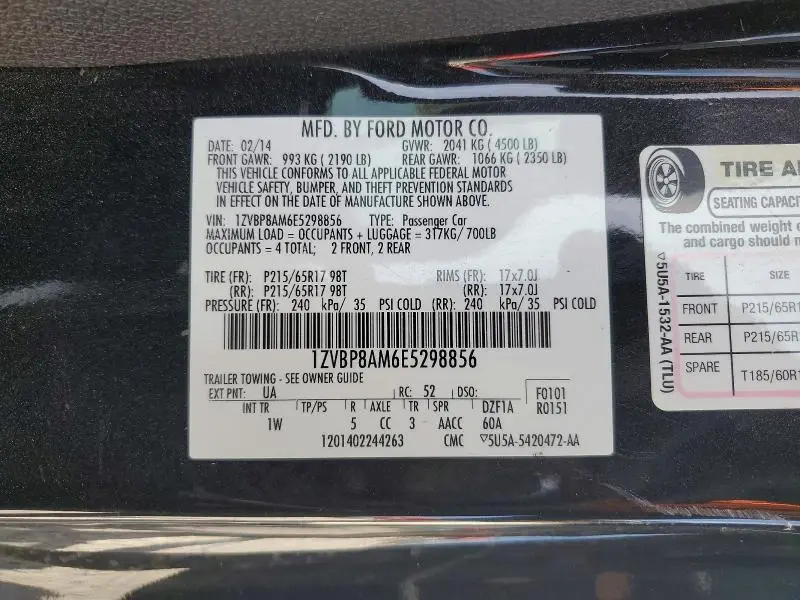 MFD. BY FORD MOTOR CO.
DATE: 02/14 GVWR: 2041 KG ( 4500 LB)
FRONT GAWR: 993 KG ( 2190 LB) REAR GAWR: 1066 KG ( 2350 LB)
THIS VEHICLE CONFORMS TO ALL APPLICABLE FEDERAL MOTOR
VEHICLE SAFETY, BUMPER, AND THEFT PREVENTION STANDARDS
IN EFFECT ON THE DATE OF MANUFACTURE SHOWN ABOVE.
VIN: 1ZVBP8AM6E5298856 TYPE: Passenger Car
MAXIMUM LOAD = OCCUPANTS + LUGGAGE = 317KG/ 700LB
OCCUPANTS = 4 TOTAL; 2 FRONT, 2 REAR
TIRE (FR): P215/65R17 98T RIMS (FR): 17x7.0J
(RR): P215/65R17 98T (RR): 17x7.0J
PRESSURE (FR): 240 kPa/ 35 PSI COLD (RR): 240 kPa/ 35 PSI COLD
1ZVBP8AM6E5298856
TRAILER TOWING - SEE OWNER GUIDE
EXT PNT: UA RC: 52 DSO: F0101
INT TR TP/PS R AXLE TR SPR DZF1A R0151
1W 5 CC 3 AACC 60A
1201402244263 CMC ▽5U5A-5420472-AA
TIRE A
SEATING CAPACI
The combined weight
and cargo should
▽5U5A-1532-AA (TLU)
TIRE SIZE
FRONT P215/65R1
REAR P215/65R
SPARE T185/60R1